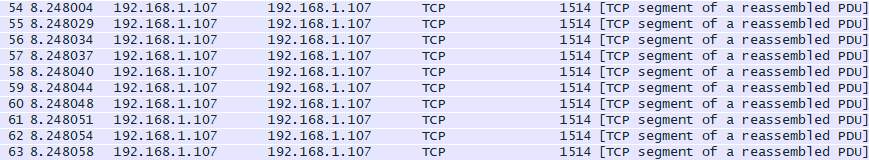 54 8.248004 192.168.1.107 192.168.1.107 TCP 1514 [TCP segment of a reassembled PDU]
55 8.248029 192.168.1.107 192.168.1.107 TCP 1514 [TCP segment of a reassembled PDU]
56 8.248034 192.168.1.107 192.168.1.107 TCP 1514 [TCP segment of a reassembled PDU]
57 8.248037 192.168.1.107 192.168.1.107 TCP 1514 [TCP segment of a reassembled PDU]
58 8.248040 192.168.1.107 192.168.1.107 TCP 1514 [TCP segment of a reassembled PDU]
59 8.248044 192.168.1.107 192.168.1.107 TCP 1514 [TCP segment of a reassembled PDU]
60 8.248048 192.168.1.107 192.168.1.107 TCP 1514 [TCP segment of a reassembled PDU]
61 8.248051 192.168.1.107 192.168.1.107 TCP 1514 [TCP segment of a reassembled PDU]
62 8.248054 192.168.1.107 192.168.1.107 TCP 1514 [TCP segment of a reassembled PDU]
63 8.248058 192.168.1.107 192.168.1.107 TCP 1514 [TCP segment of a reassembled PDU]